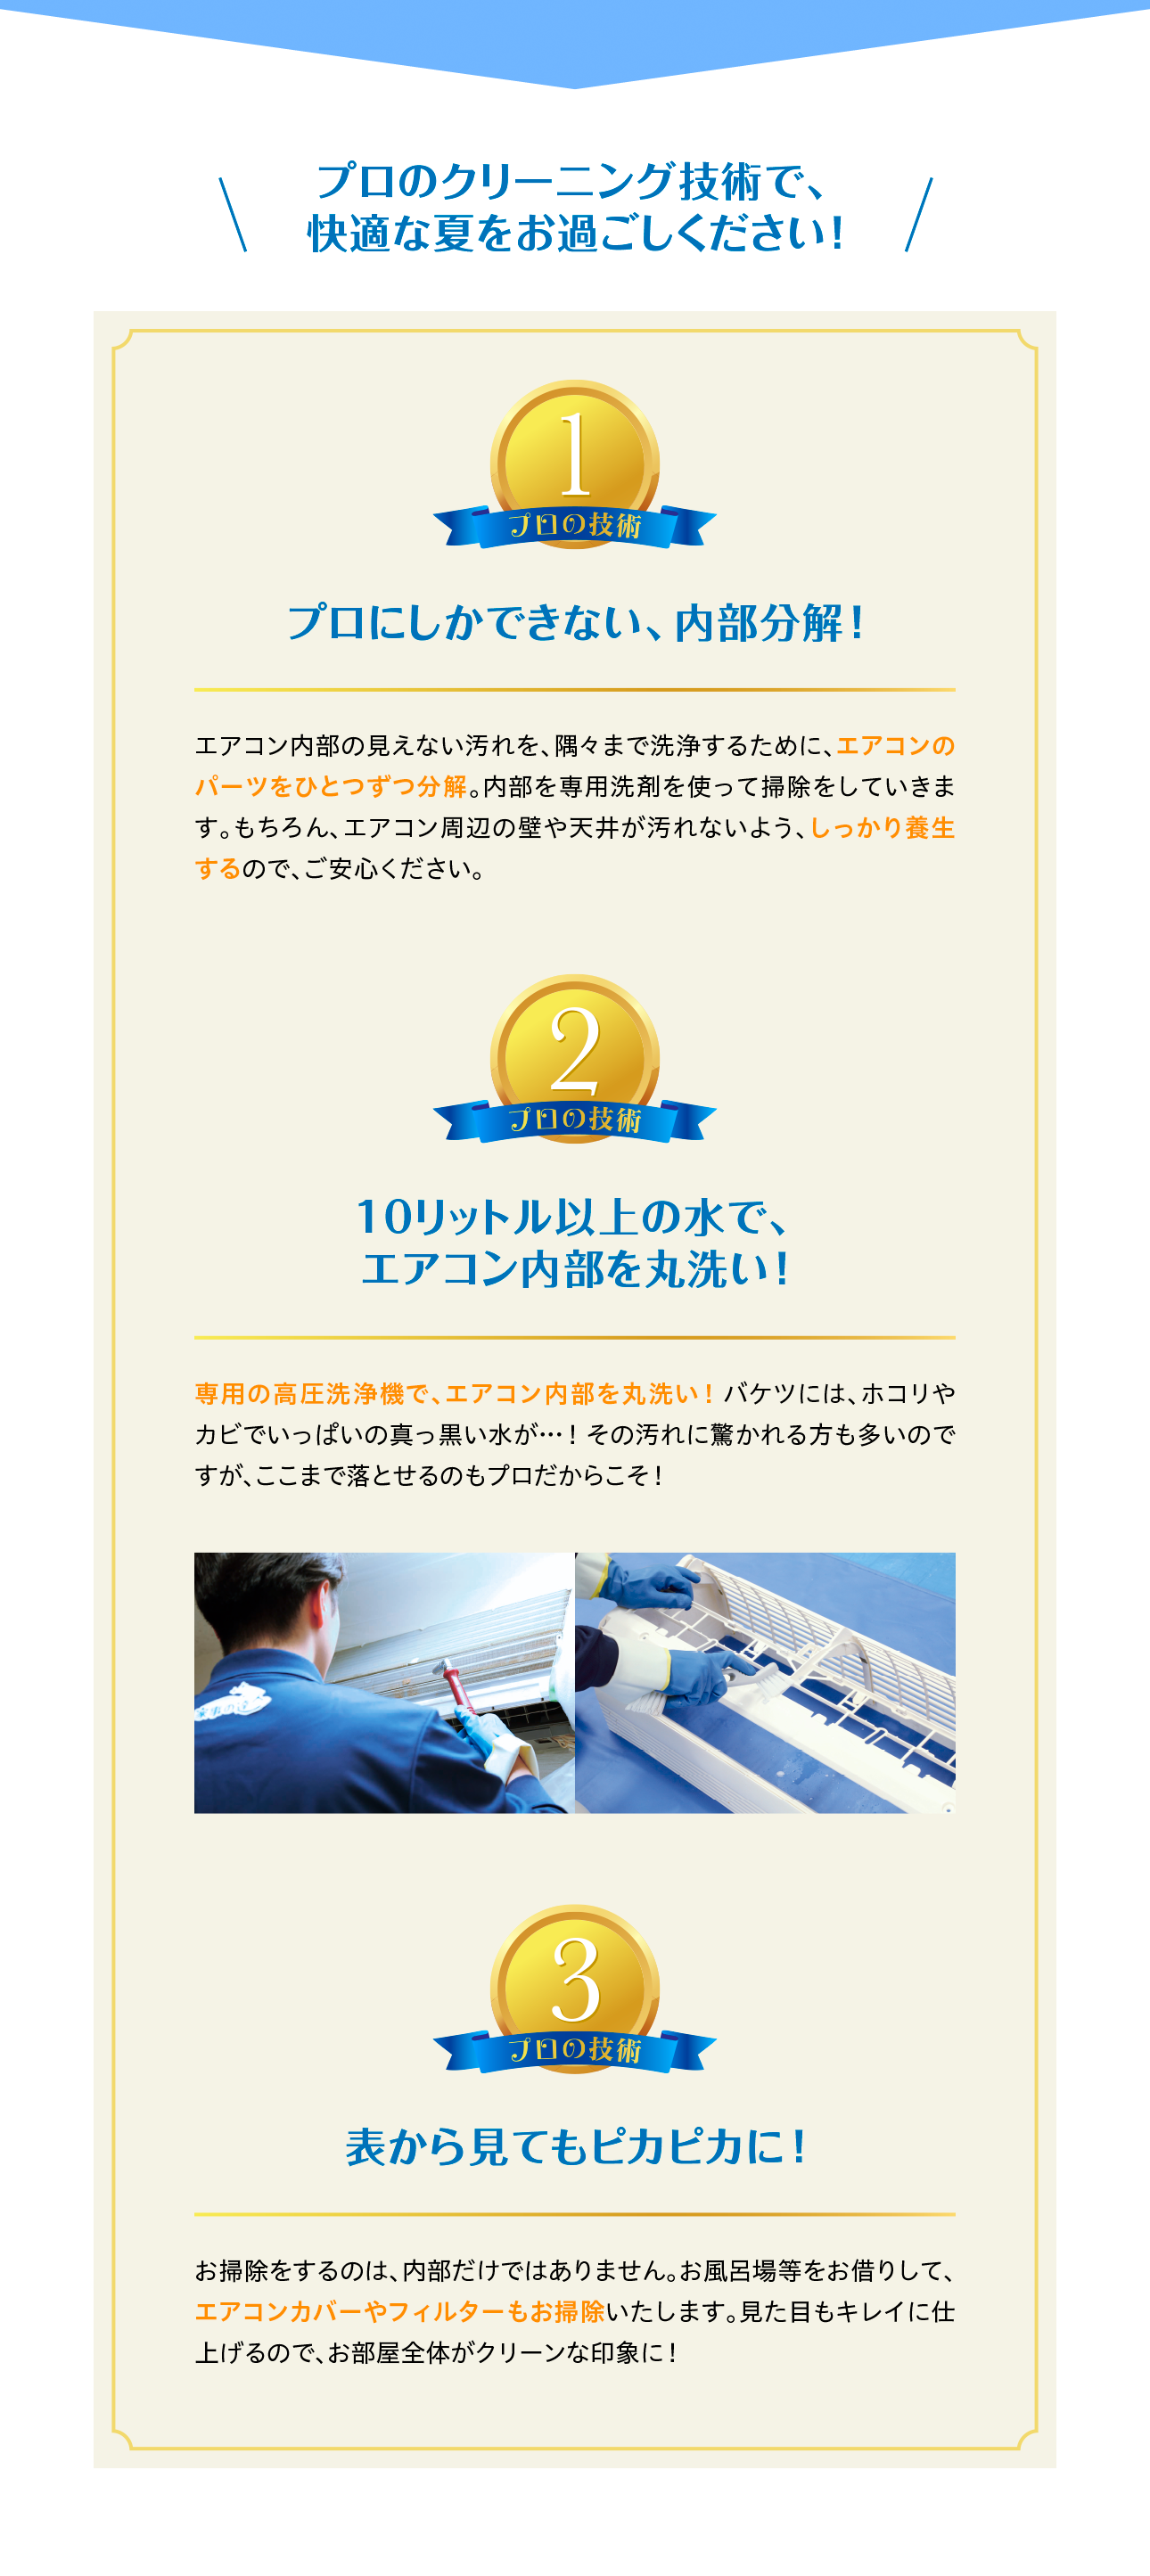 プロのクリーニング技術で、
快適な夏をお過ごしください！
1
プロの技術
プロにしかできない、内部分解！
エアコン内部の見えない汚れを、隅々まで洗浄するために、エアコンの
パーツをひとつずつ分解。内部を専用洗剤を使って掃除をしていきま
す。もちろん、エアコン周辺の壁や天井が汚れないよう、しっかり養生
するので、ご安心ください。
2
プロの技術
10リットル以上の水で、
エアコン内部を丸洗い！
専用の高圧洗浄機で、エアコン内部を丸洗い！バケツには、ホコリや
カビでいっぱいの真っ黒い水が…！その汚れに驚かれる方も多いので
すが、ここまで落とせるのもプロだからこそ！
3
プロの技術
表から見てもピカピカに！
お掃除をするのは、内部だけではありません。お風呂場等をお借りして、
エアコンカバーやフィルターもお掃除いたします。見た目もキレイに仕
上げるので、お部屋全体がクリーンな印象に！